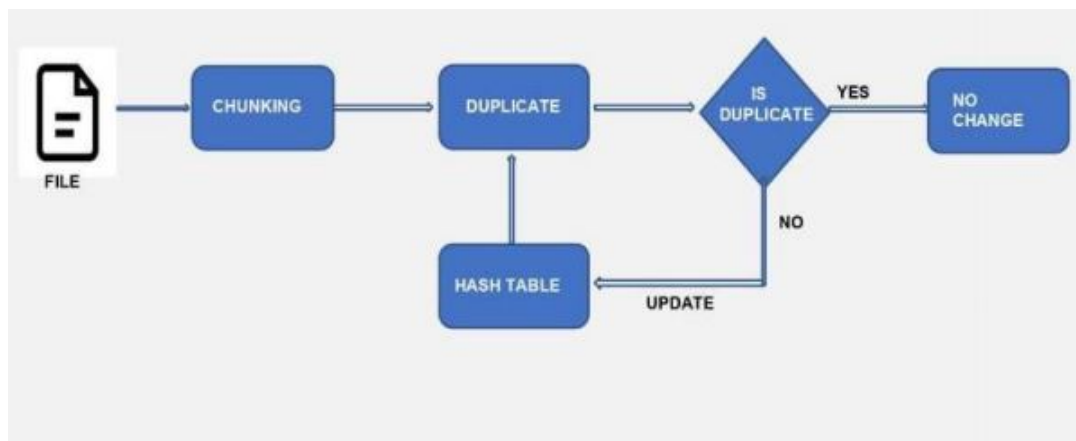 FILE
CHUNKING
DUPLICATE
IS
DUPLICATE
YES
NO
CHANGE
NO
HASH TABLE
UPDATE